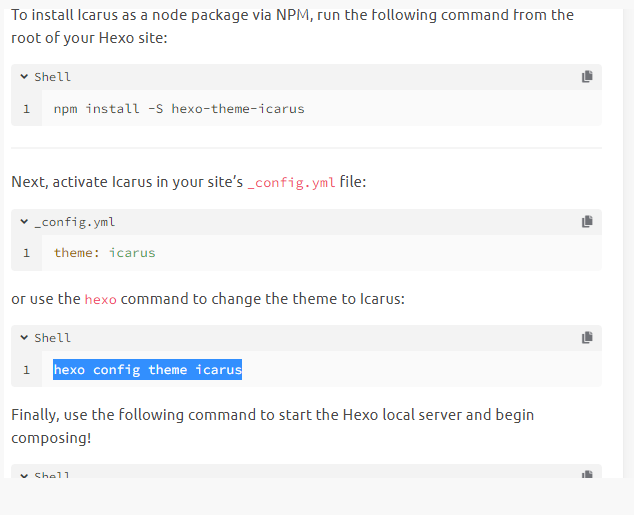 To install Icarus as a node package via NPM, run the following command from the
root of your Hexo site:
Shell
1 npm install -S hexo-theme-icarus
Next, activate Icarus in your site’s _config.yml file:
_config.yml
1 theme: icarus
or use the hexo command to change the theme to Icarus:
Shell
1 hexo config theme icarus
Finally, use the following command to start the Hexo local server and begin
composing!
Shell